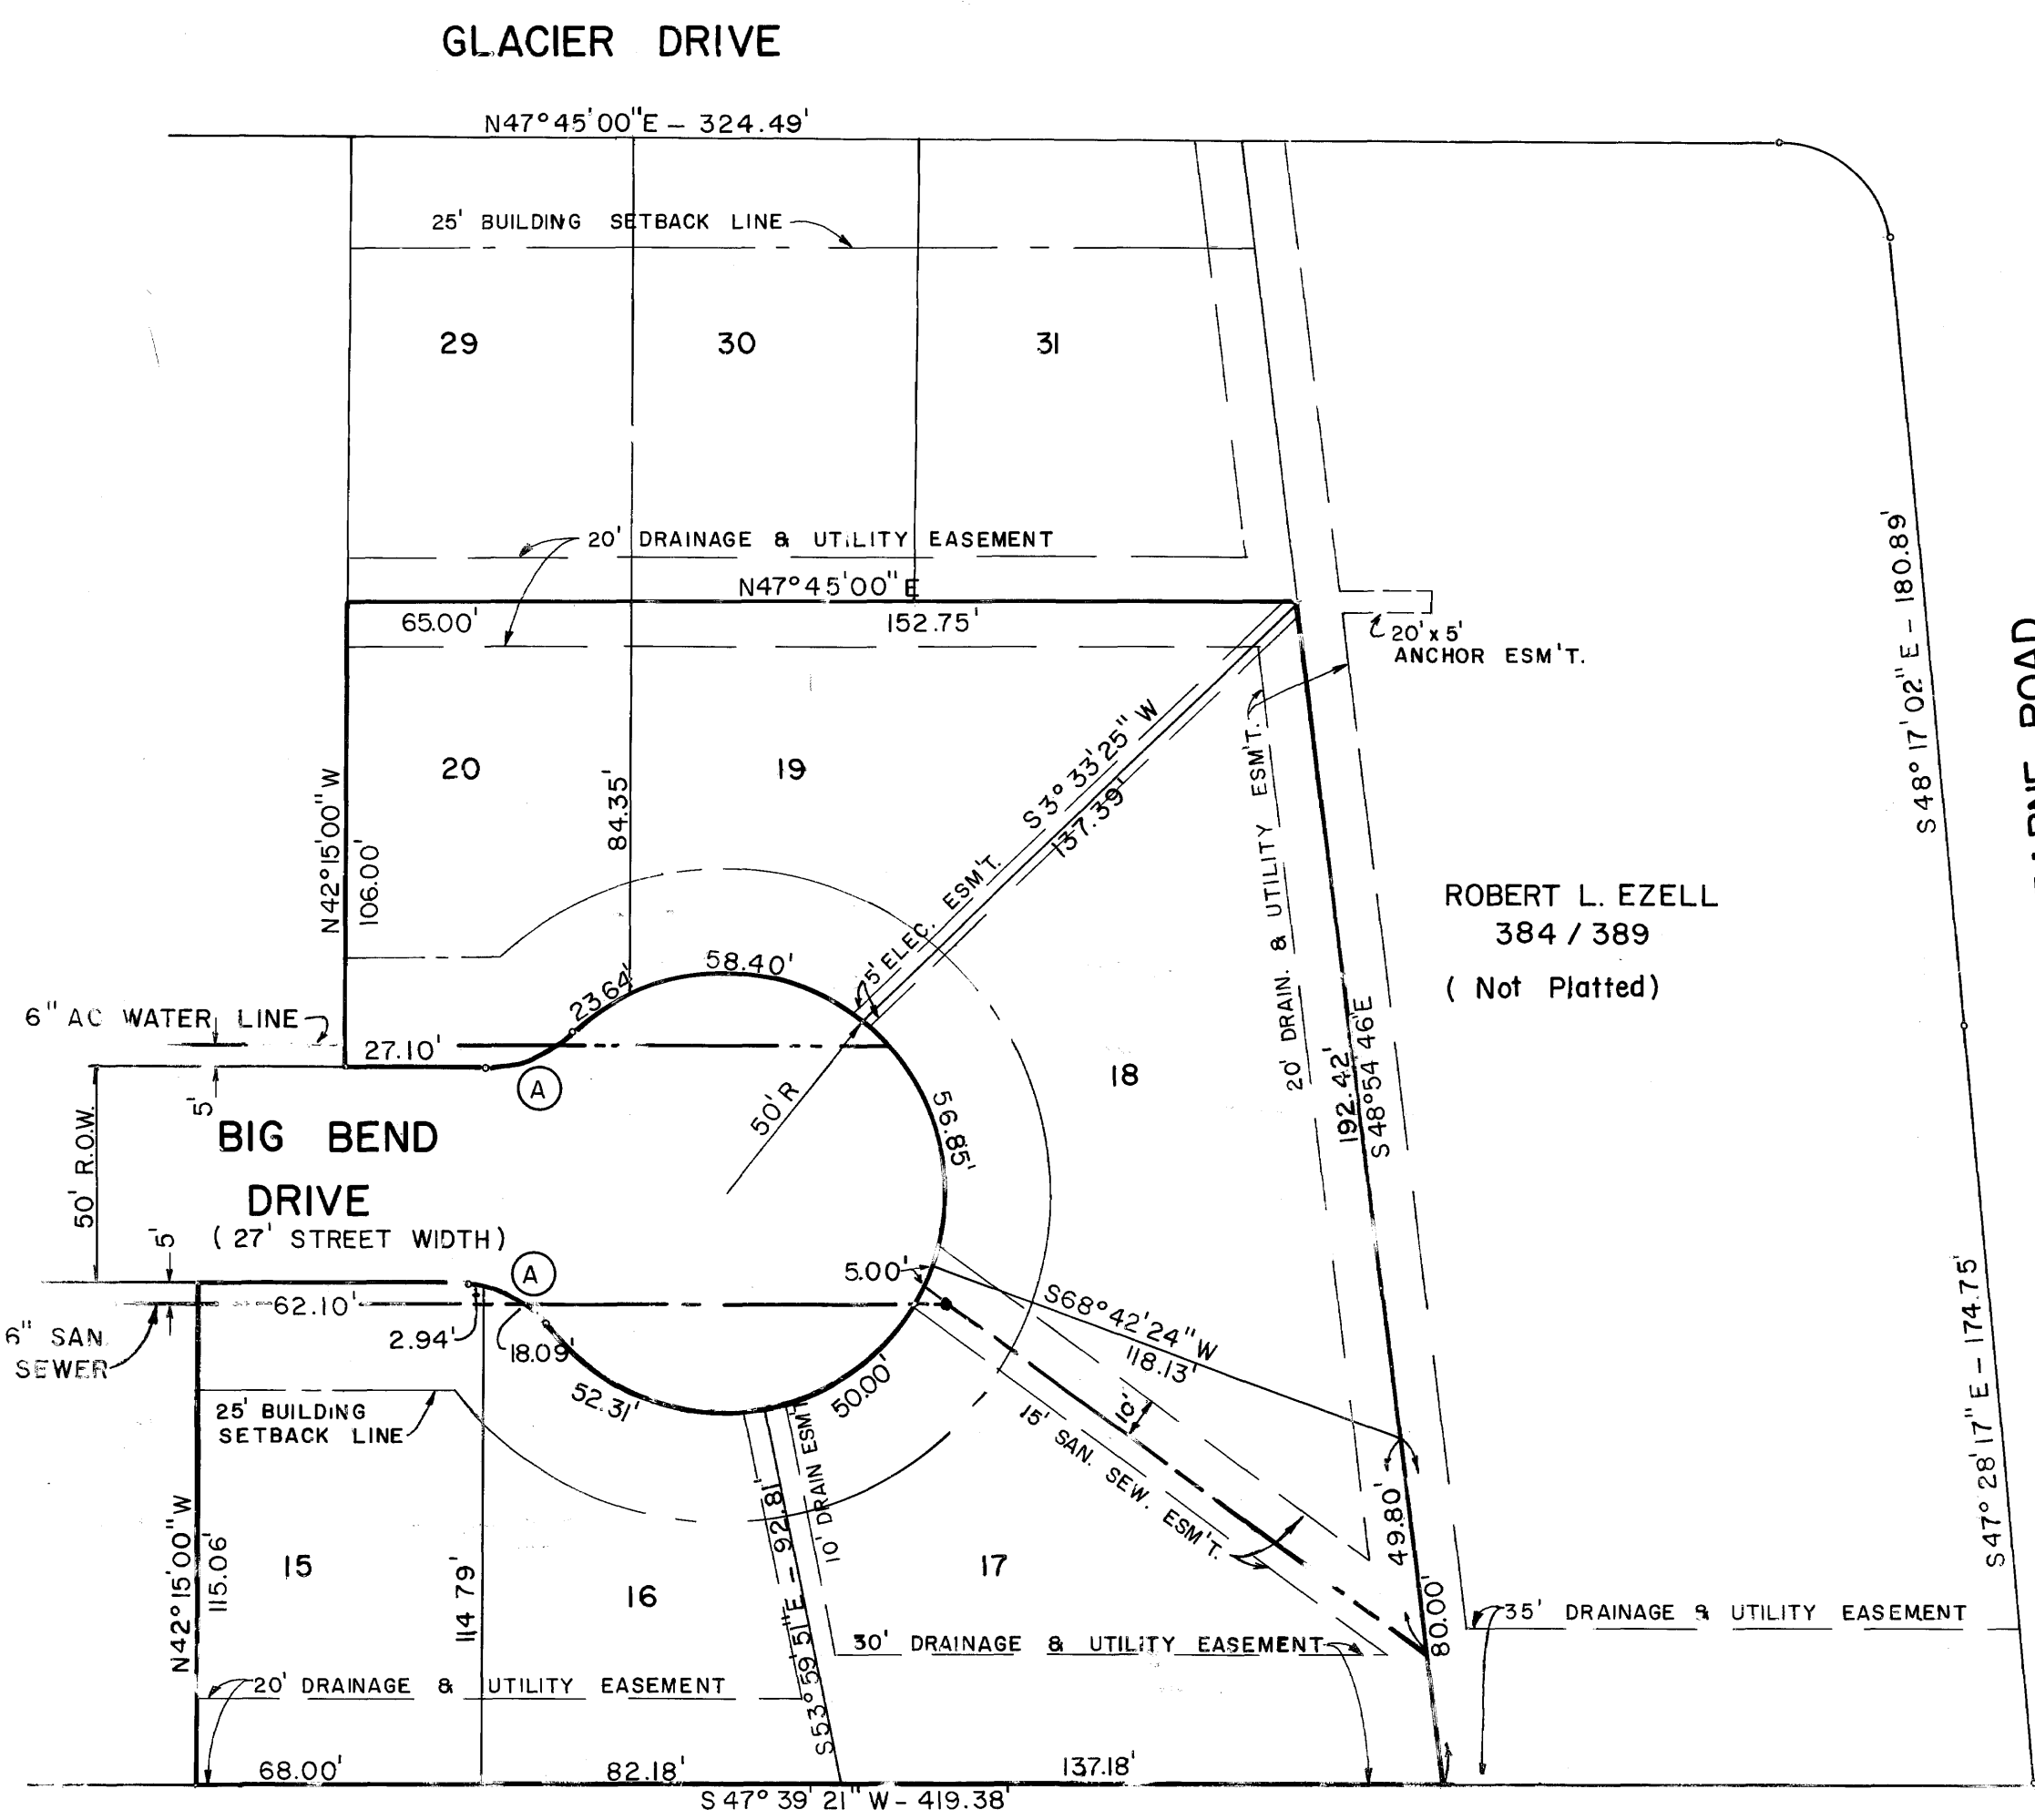 GLACIER DRIVE
N47°45'00"E – 324.49'
25' BUILDING SETBACK LINE
29
30
31
20' DRAINAGE & UTILITY EASEMENT
N47°45'00"E
65.00'
152.75'
20' x 5'
ANCHOR ESM'T.
S 48° 17' 02" E – 180.89'
20
19
84.35'
N42°15'00"W
106.00'
S 3° 33' 25" W
137.39'
5' ELEC. ESM'T.
20' DRAIN. & UTILITY ESM'T.
ROBERT L. EZELL
384 / 389
( Not Platted )
58.40'
23.64'
6" AC WATER LINE
27.10'
A
5'
50' R.O.W.
BIG BEND
DRIVE
( 27' STREET WIDTH )
50' R
56.85'
18
192.42'
S 48° 54' 46" E
5'
A
62.10'
6" SAN.
SEWER
2.94'
18.09'
5.00'
S68°42'24"W
118.13'
10'
52.31'
50.00'
15' SAN. SEW. ESM'T.
25' BUILDING
SETBACK LINE
10' DRAIN ESM'T
S 47° 28' 17" E – 174.75'
49.80'
80.00'
N42°15'00"W
115.06'
15
114.79'
16
S53°59'51"E – 92.81'
17
35' DRAINAGE & UTILITY EASEMENT
30' DRAINAGE & UTILITY EASEMENT
20' DRAINAGE & UTILITY EASEMENT
68.00'
82.18'
137.18'
S 47° 39' 21" W – 419.38'
ROAD